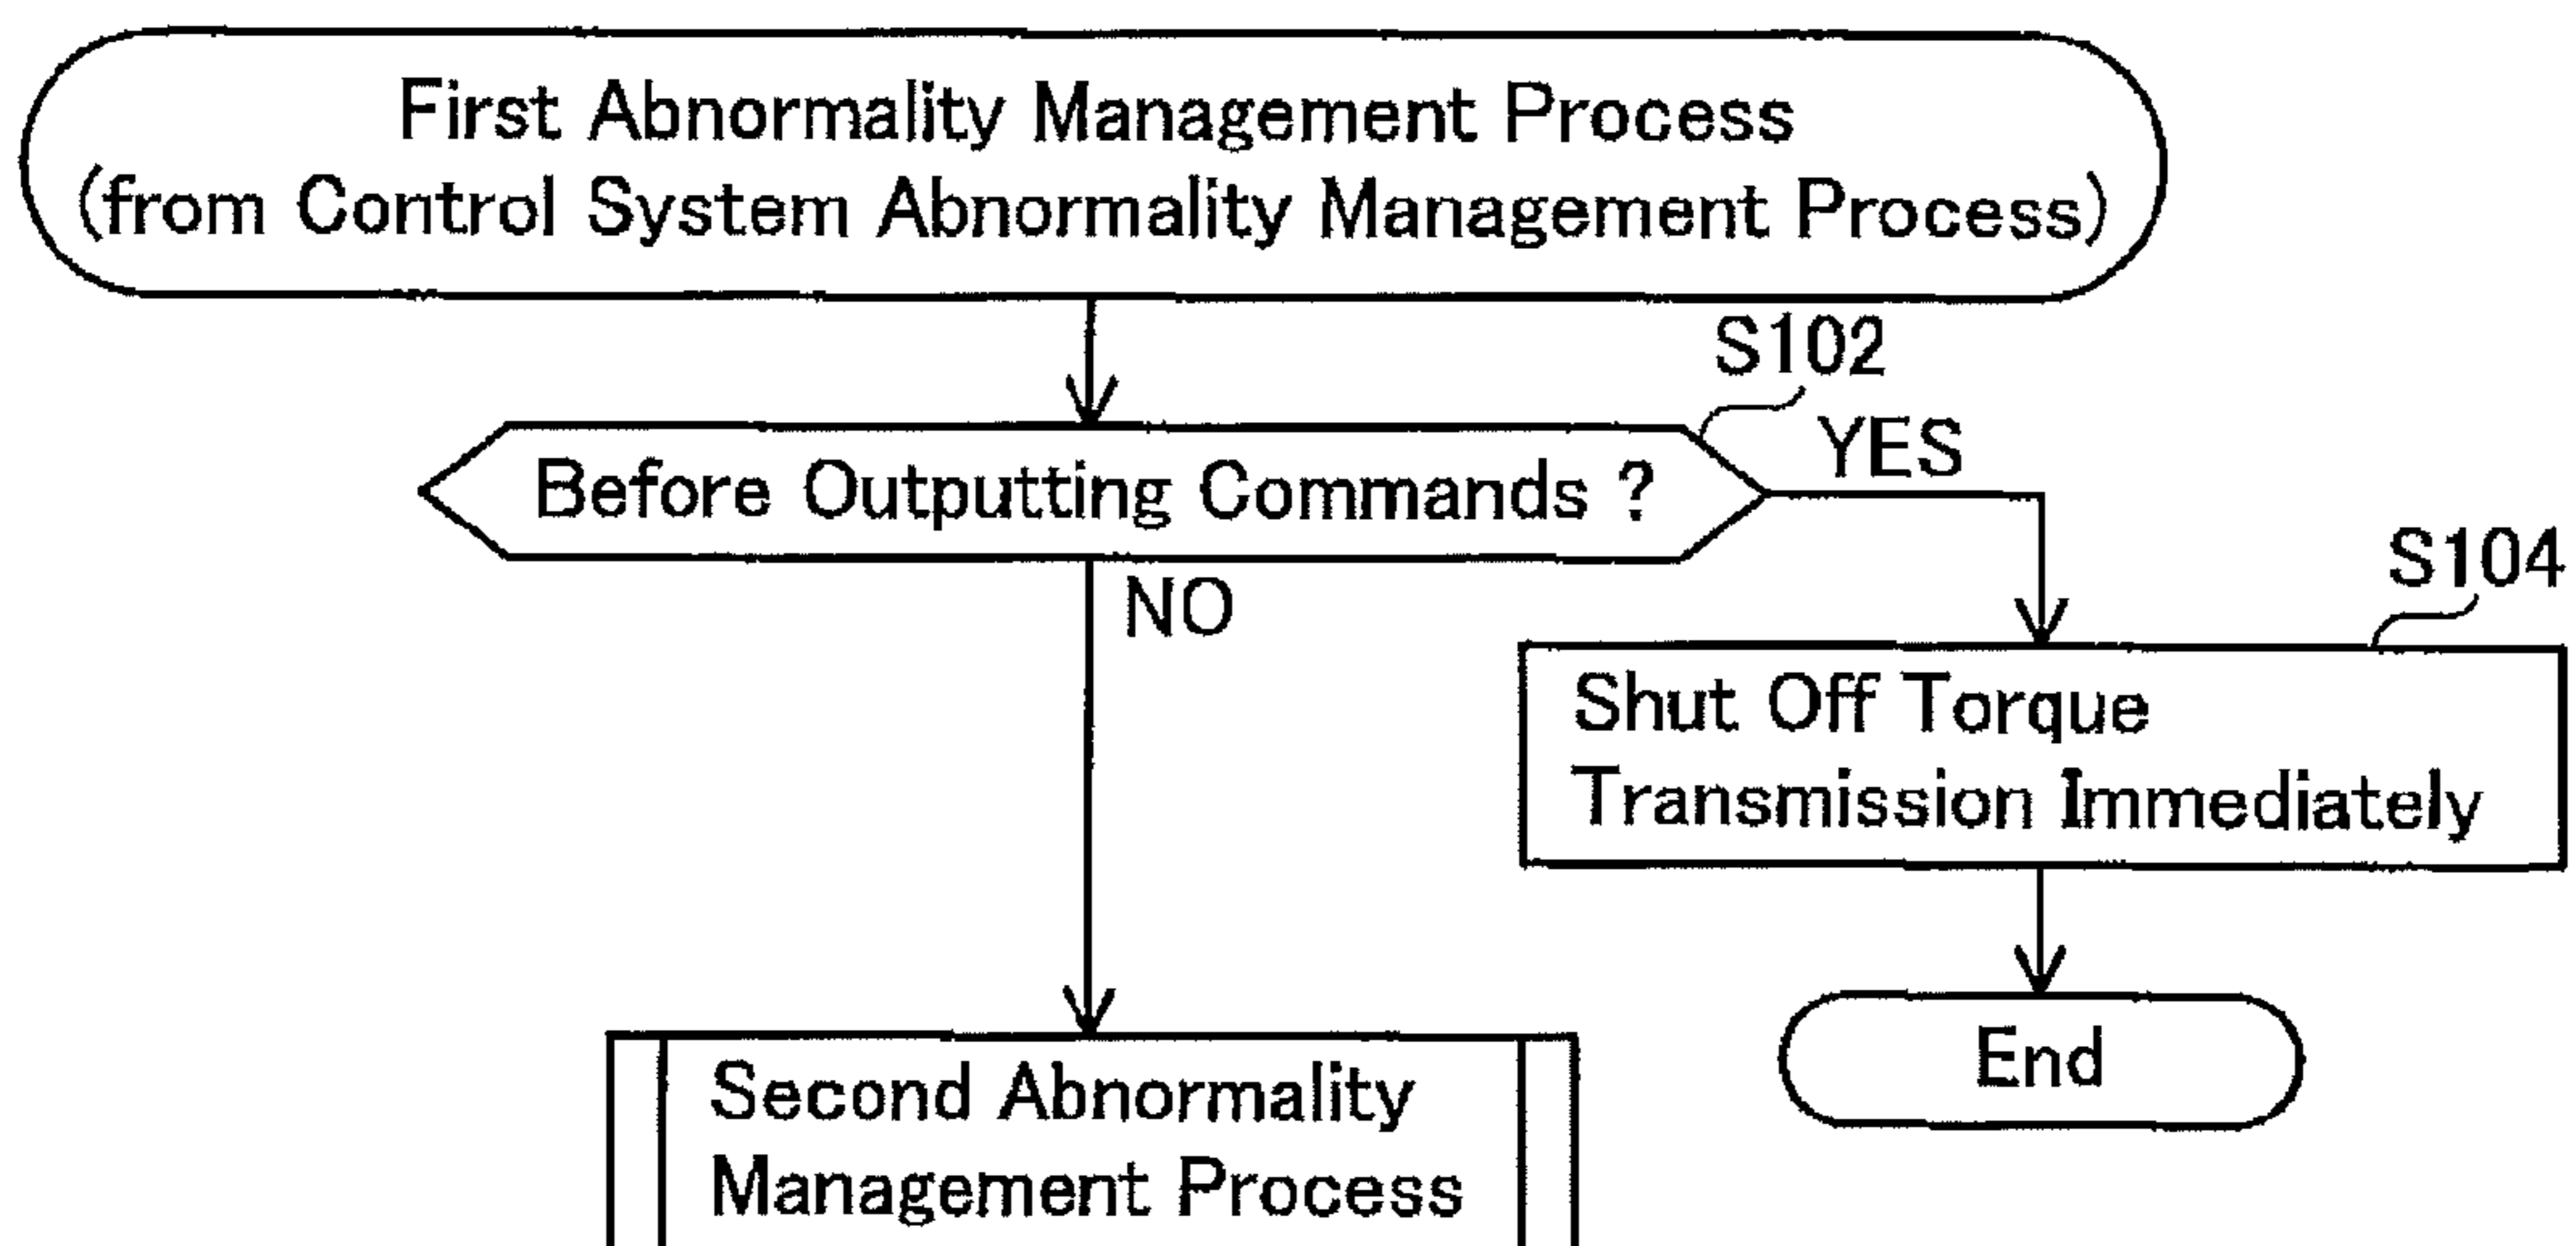 First Abnormality Management Process
(from Control System Abnormality Management Process)
S102
Before Outputting Commands ?
YES
NO
S104
Shut Off Torque
Transmission Immediately
End
Second Abnormality
Management Process